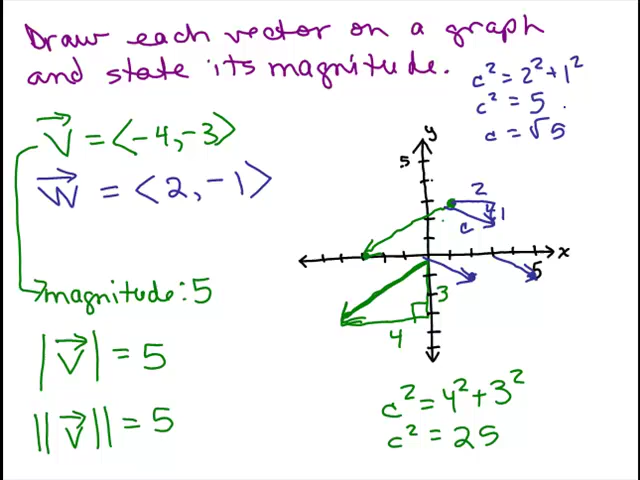 Draw each vector on a graph
and state its magnitude.
c² = 2² + 1²
c² = 5
c = √5
V = <-4, -3>
W = <2, -1>
magnitude: 5
|V| = 5
||V|| = 5
y
5
2
1
c
x
5
3
4
c² = 4² + 3²
c² = 25